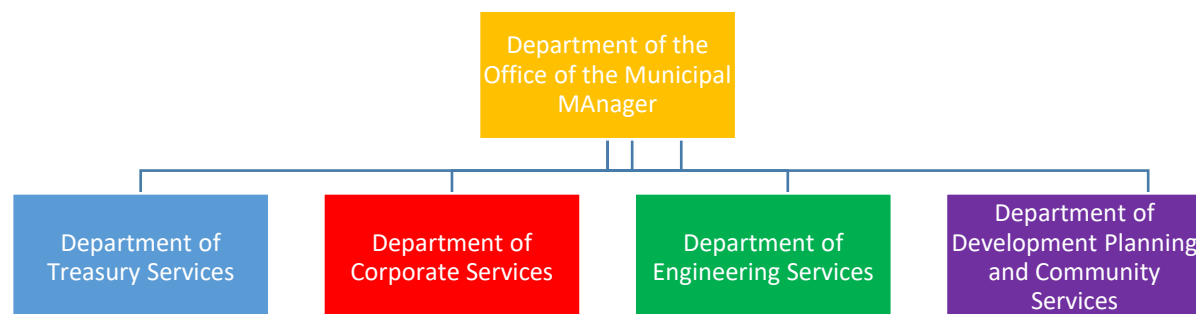 Department of the
Office of the Municipal
MAnager
Department of
Treasury Services
Department of
Corporate Services
Department of
Engineering Services
Department of
Development Planning
and Community
Services